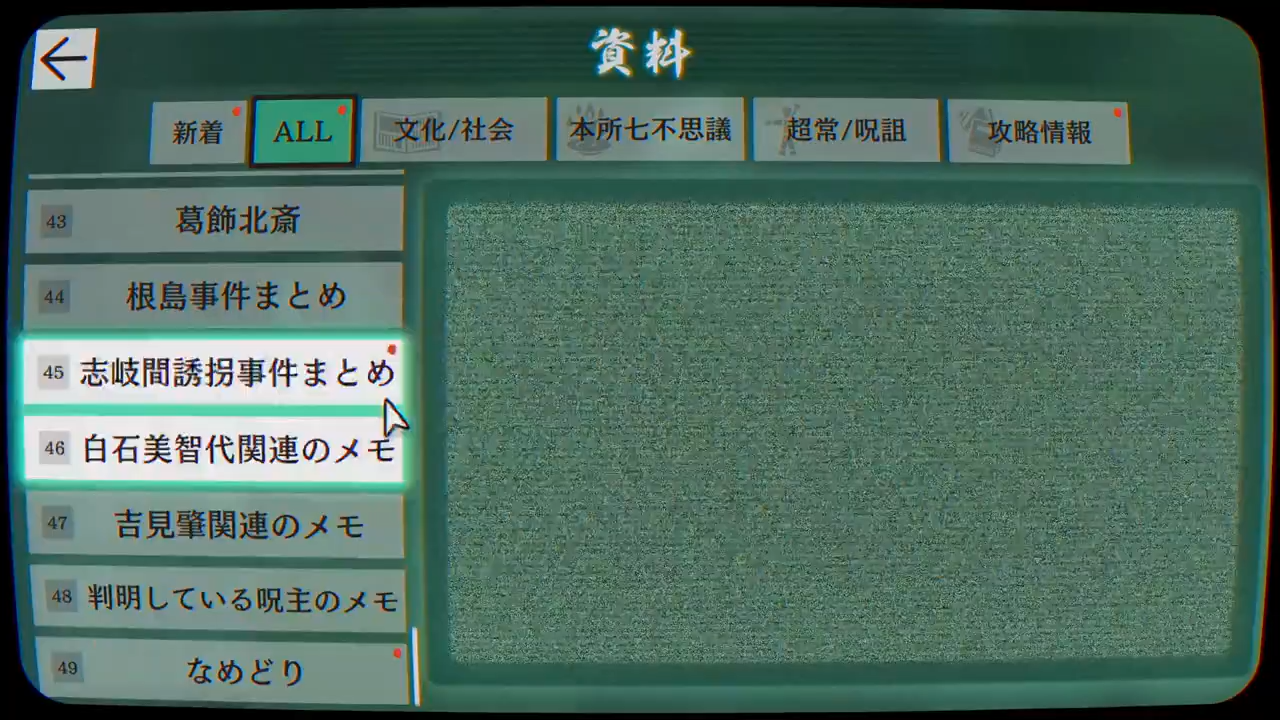 資料
新着
ALL
文化/社会
本所七不思議
超常/呪詛
攻略情報
43 葛飾北斎
44 根島事件まとめ
45 志岐間誘拐事件まとめ
46 白石美智代関連のメモ
47 吉見肇関連のメモ
48 判明している呪主のメモ
49 なめどり